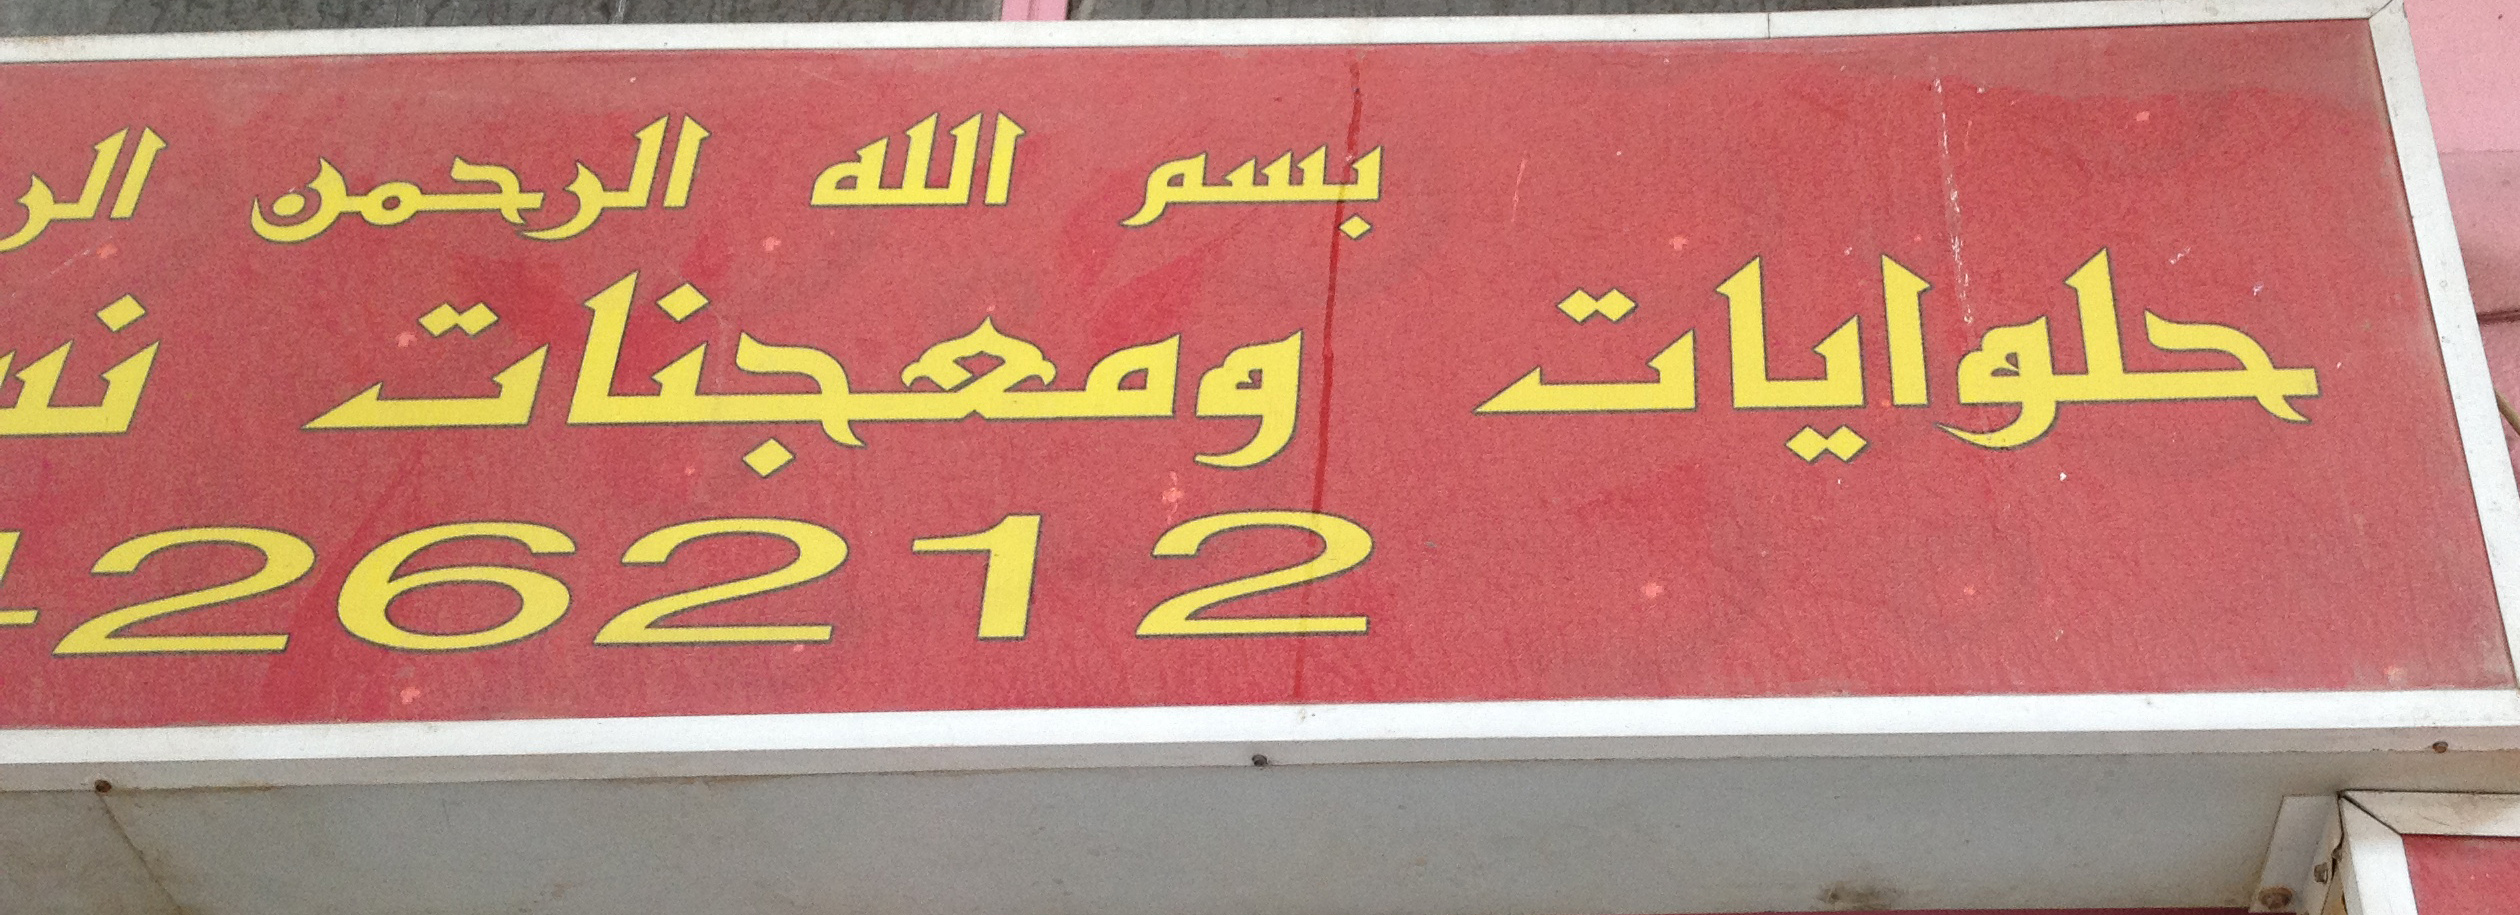 بسم الله الرحمن
حلوايات ومعجنات
26212